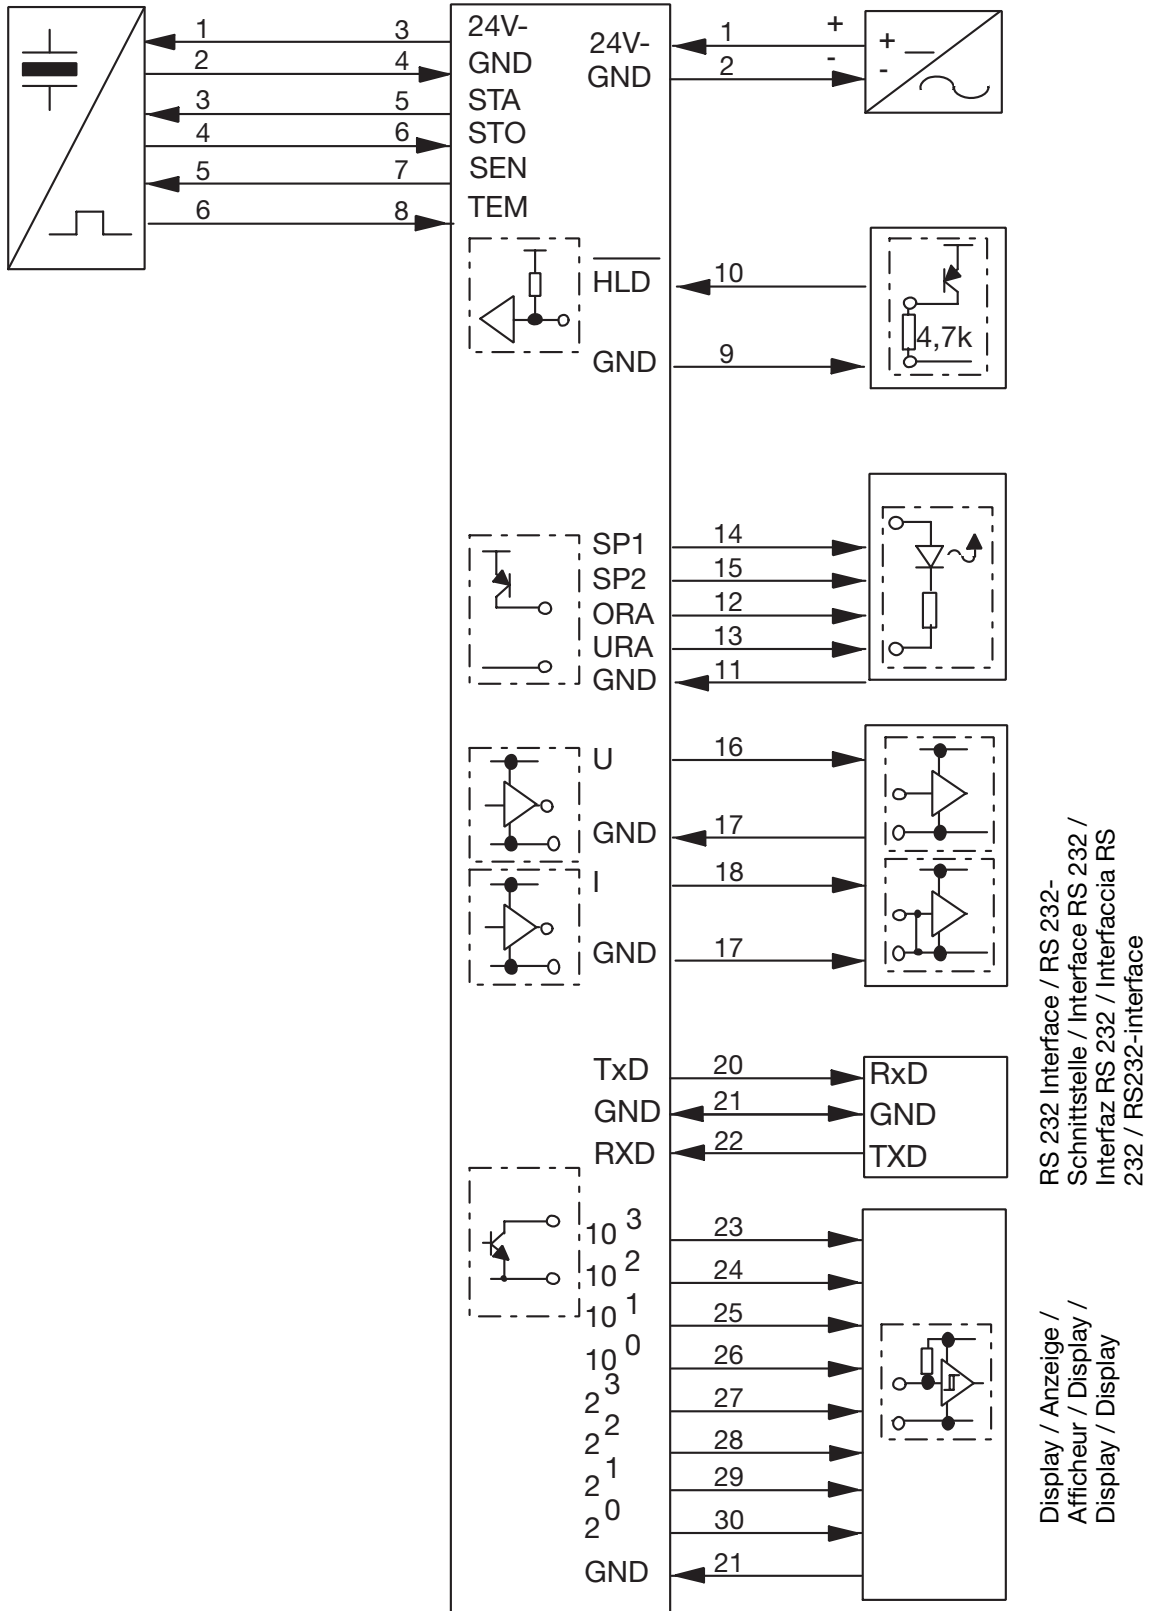 1 3 24V-
2 4 GND
3 5 STA
4 6 STO
5 7 SEN
6 8 TEM
24V- 1 + +
GND 2 - -
HLD 10
4,7k
GND 9
SP1 14
SP2 15
ORA 12
URA 13
GND 11
U 16
GND 17
I 18
GND 17
TxD 20 RxD
GND 21 GND
RXD 22 TXD
10 3 23
10 2 24
10 1 25
10 0 26
2 3 27
2 2 28
2 1 29
2 0 30
GND 21
RS 232 Interface / RS 232-
Schnittstelle / Interface RS 232 /
Interfaz RS 232 / Interfaccia RS
232 / RS232-interface
Display / Anzeige /
Afficheur / Display /
Display / Display